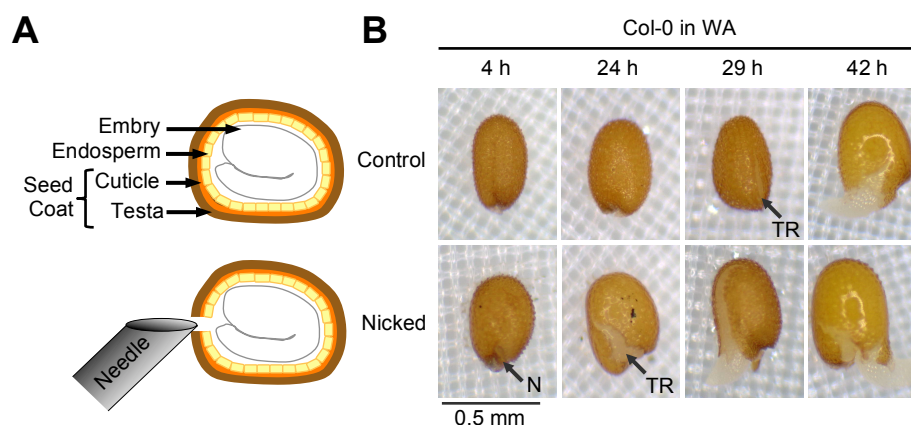 A
Embry
Endosperm
Seed Coat
Cuticle
Testa
Needle
B
Col-0 in WA
4 h 24 h 29 h 42 h
Control
TR
Nicked
N
TR
0.5 mm